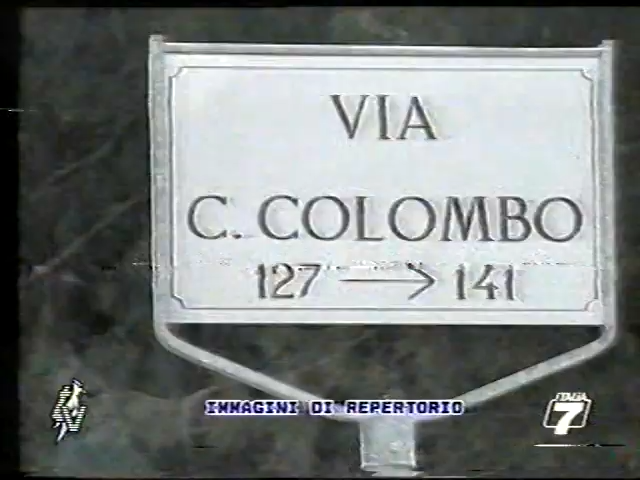 VIA
C. COLOMBO
127 → 141
IMMAGINI DI REPERTORIO
ITALIA
7